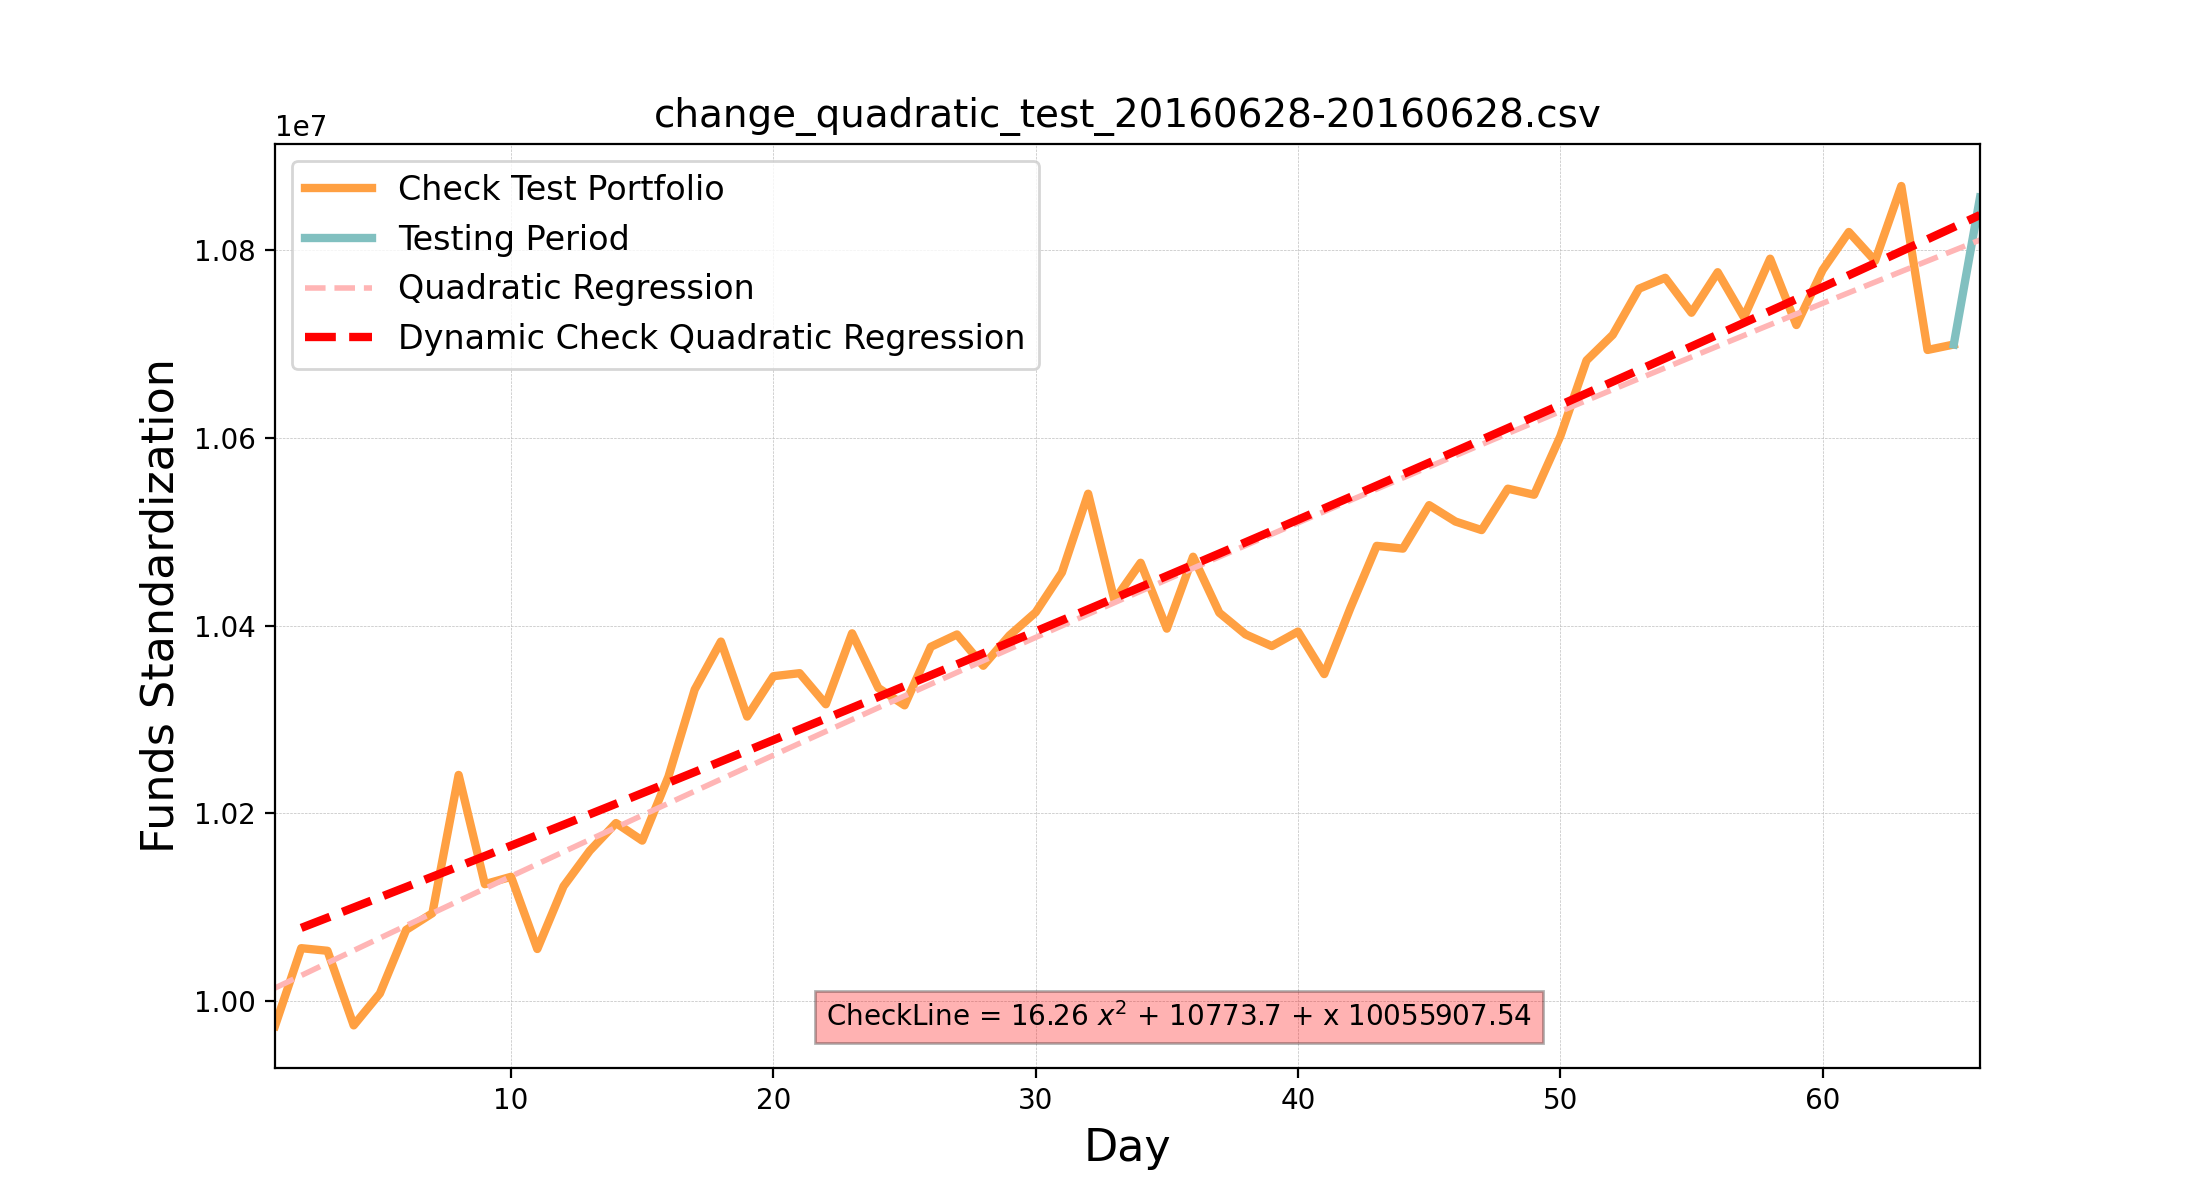 change_quadratic_test_20160628-20160628.csv
1e7
Check Test Portfolio
Testing Period
Quadratic Regression
Dynamic Check Quadratic Regression
1.08
1.06
1.04
1.02
1.00
Funds Standardization
CheckLine = 16.26 x² + 10773.7 + x 10055907.54
10 20 30 40 50 60
Day